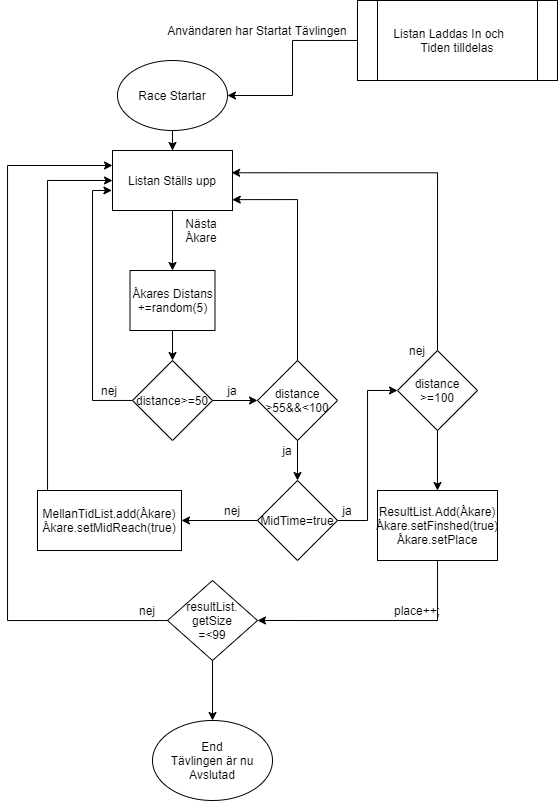 Användaren har Startat Tävlingen
Listan Laddas In och
Tiden tilldelas
Race Startar
Listan Ställs upp
Nästa
Åkare
Åkares Distans
+=random(5)
nej
distance>=50
ja
distance
>55&&<100
nej
distance
>=100
ja
MellanTidList.add(Åkare)
Åkare.setMidReach(true)
nej
MidTime=true
ja
ResultList.Add(Åkare)
Åkare.setFinshed(true)
Åkare.setPlace
nej
resultList.
getSize
=<99
place++;
End
Tävlingen är nu
Avslutad